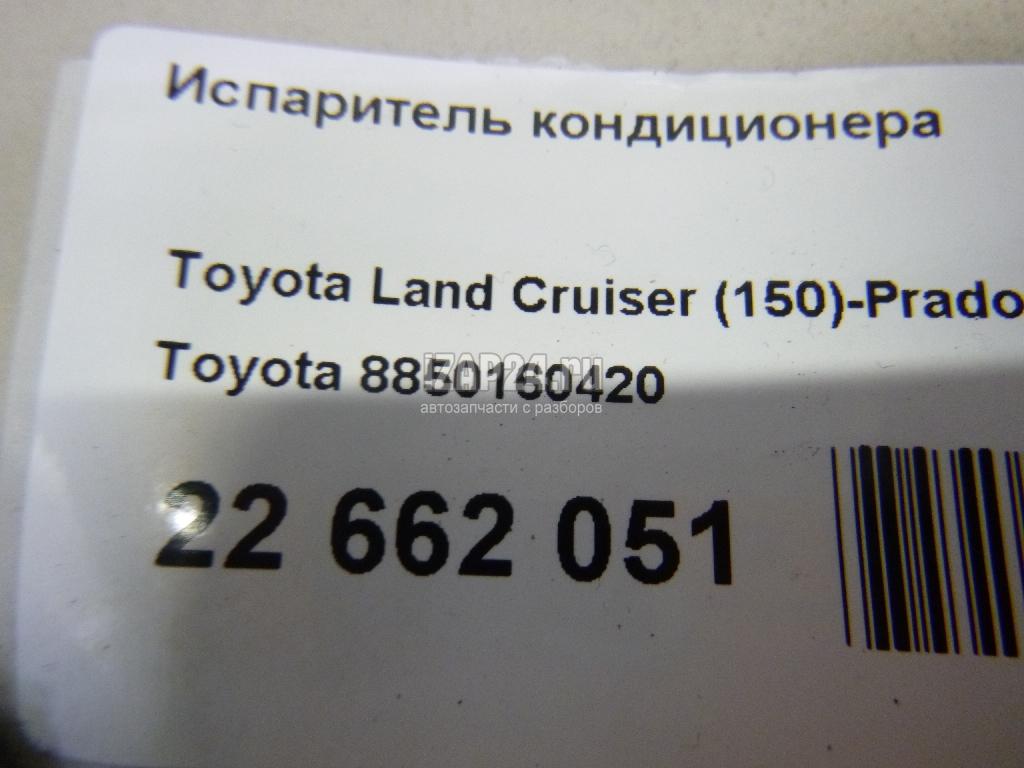 Испаритель кондиционера
Toyota Land Cruiser (150)-Prado
Toyota 8850160420
IZAP24.ru
автозапчасти с разборов
22 662 051